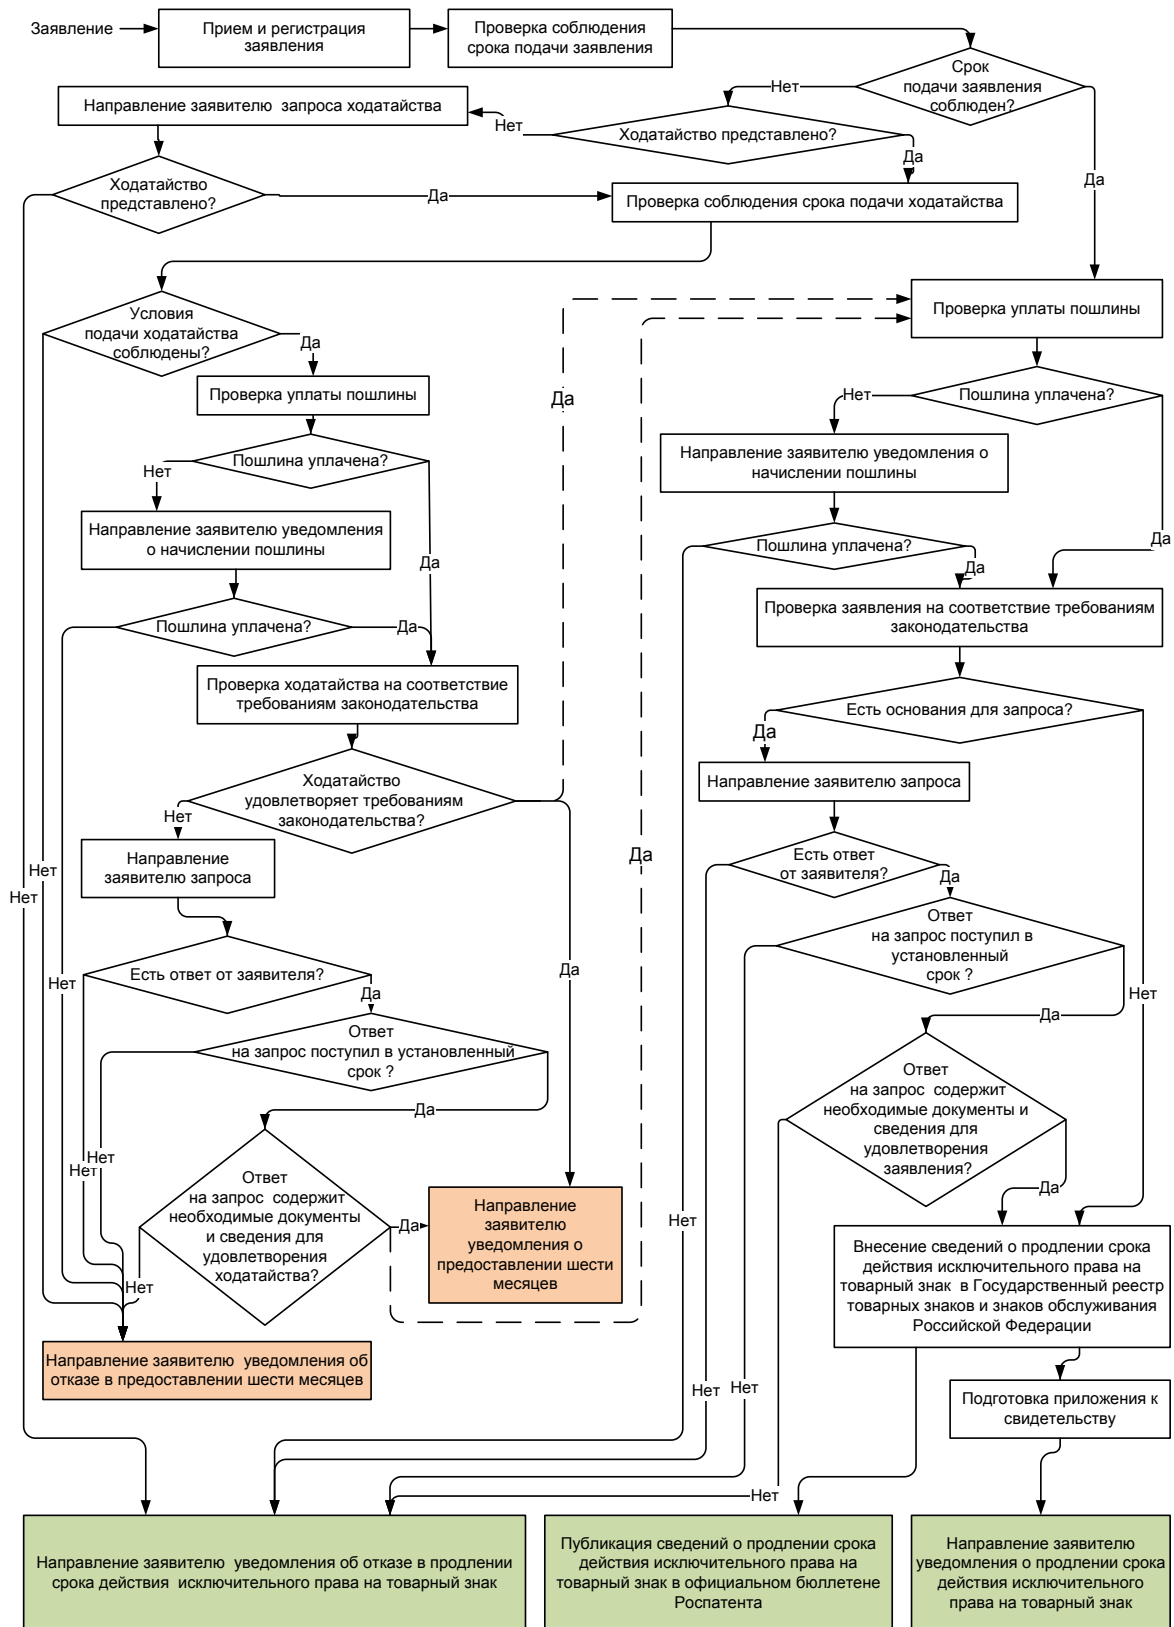 Заявление
Прием и регистрация
заявления
Проверка соблюдения
срока подачи заявления
Срок
подачи заявления
соблюден?
Нет
Направление заявителю запроса ходатайства
Нет
Ходатайство представлено?
Да
Да
Ходатайство
представлено?
Да
Проверка соблюдения срока подачи ходатайства
Условия
подачи ходатайства
соблюдены?
Да
Проверка уплаты пошлины
Проверка уплаты пошлины
Да
Пошлина уплачена?
Нет
Пошлина уплачена?
Нет
Направление заявителю уведомления о
начислении пошлины
Направление заявителю уведомления
о начислении пошлины
Да
Пошлина уплачена?
Да
Да
Пошлина уплачена?
Да
Проверка заявления на соответствие требованиям
законодательства
Проверка ходатайства на соответствие
требованиям законодательства
Есть основания для запроса?
Да
Ходатайство
удовлетворяет требованиям
законодательства?
Направление заявителю запроса
Нет
Направление
заявителю запроса
Да
Есть ответ
от заявителя?
Да
Нет
Нет
Ответ
на запрос поступил в
установленный
срок ?
Есть ответ от заявителя?
Да
Нет
Да
Нет
Да
Ответ
на запрос поступил в установленный
срок ?
Да
Ответ
на запрос содержит
необходимые документы и
сведения для
удовлетворения
заявления?
Да
Нет
Нет
Ответ
на запрос содержит
необходимые документы
и сведения для
удовлетворения
ходатайства?
Да
Направление
заявителю
уведомления о
предоставлении шести
месяцев
Нет
Внесение сведений о продлении срока
действия исключительного права на
товарный знак в Государственный реестр
товарных знаков и знаков обслуживания
Российской Федерации
Нет
Направление заявителю уведомления об
отказе в предоставлении шести месяцев
Нет
Нет
Подготовка приложения к
свидетельству
Нет
Направление заявителю уведомления об отказе в продлении
срока действия исключительного права на товарный знак
Публикация сведений о продлении срока
действия исключительного права на
товарный знак в официальном бюллетене
Роспатента
Направление заявителю
уведомления о продлении срока
действия исключительного
права на товарный знак